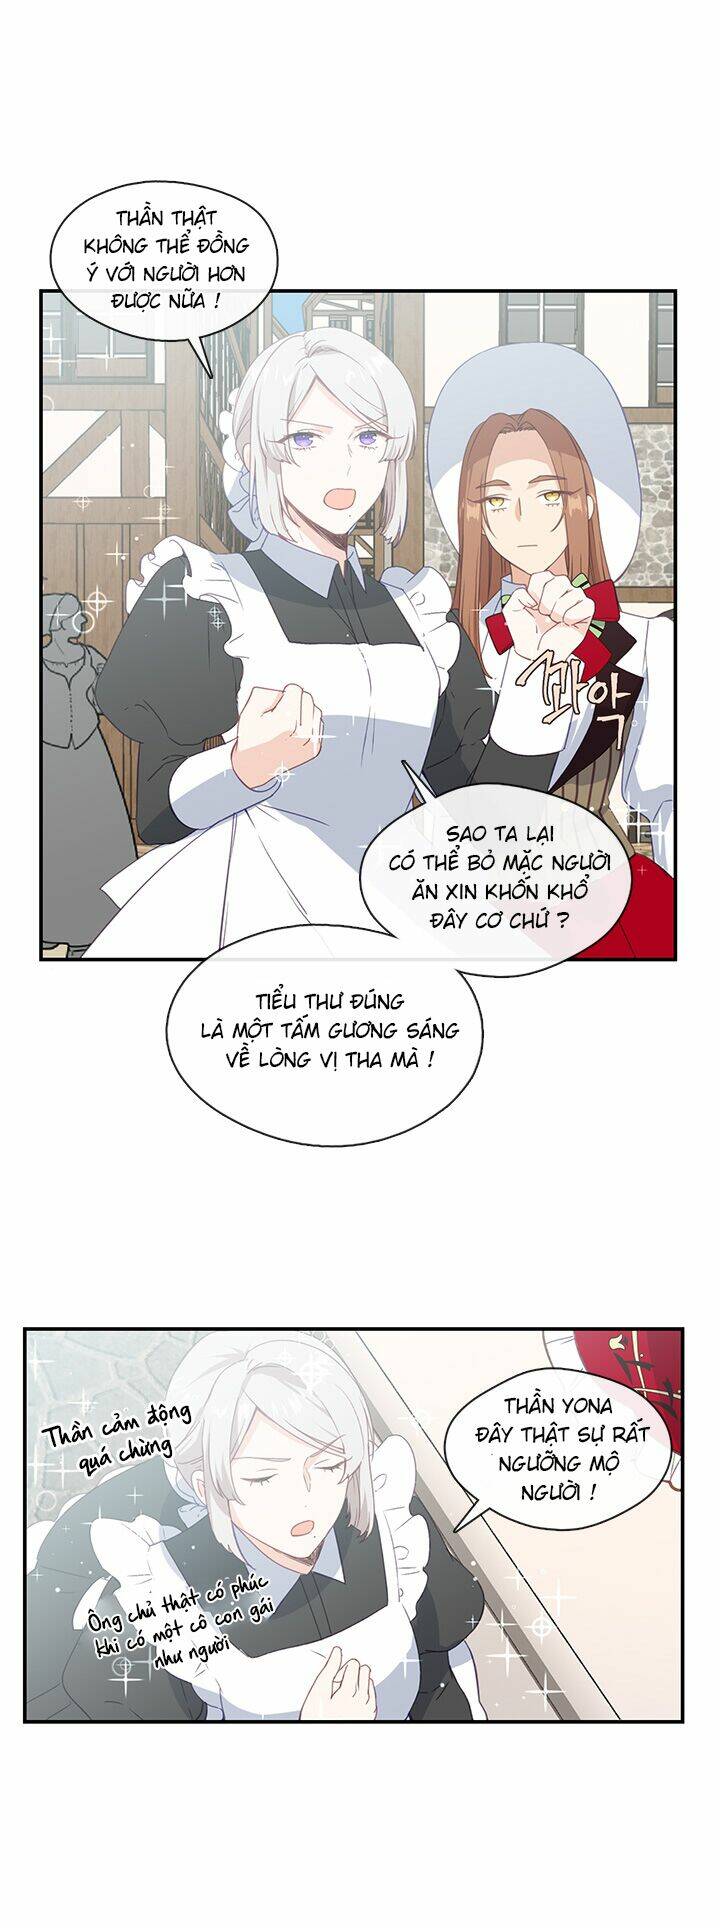 THẦN THẬT
KHÔNG THỂ ĐỒNG
Ý VỚI NGƯỜI HƠN
ĐƯỢC NỮA !
꽈악
SAO TA LẠI
CÓ THỂ BỎ MẶC NGƯỜI
ĂN XIN KHỐN KHỔ
ĐÂY CƠ CHỨ ?
TIỂU THƯ ĐÚNG
LÀ MỘT TẤM GƯƠNG SÁNG
VỀ LÒNG VỊ THA MÀ !
Thần cảm động
quá chừng
THẦN YONA
ĐÂY THẬT SỰ RẤT
NGƯỠNG MỘ
NGƯỜI !
Ông chủ thật có phúc
khi có một cô con gái
như người